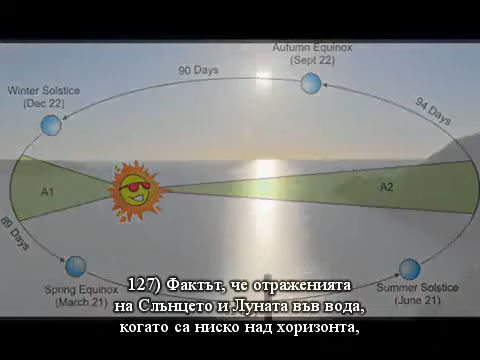 Autumn Equinox
(Sept 22)
90 Days
Winter Solstice
(Dec 22)
94 Days
A1
A2
89 Days
Spring Equinox
(March 21)
Summer Solstice
(June 21)
127) Фактът, че отраженията
на Слънцето и Луната във вода,
когато са ниско над хоризонта,